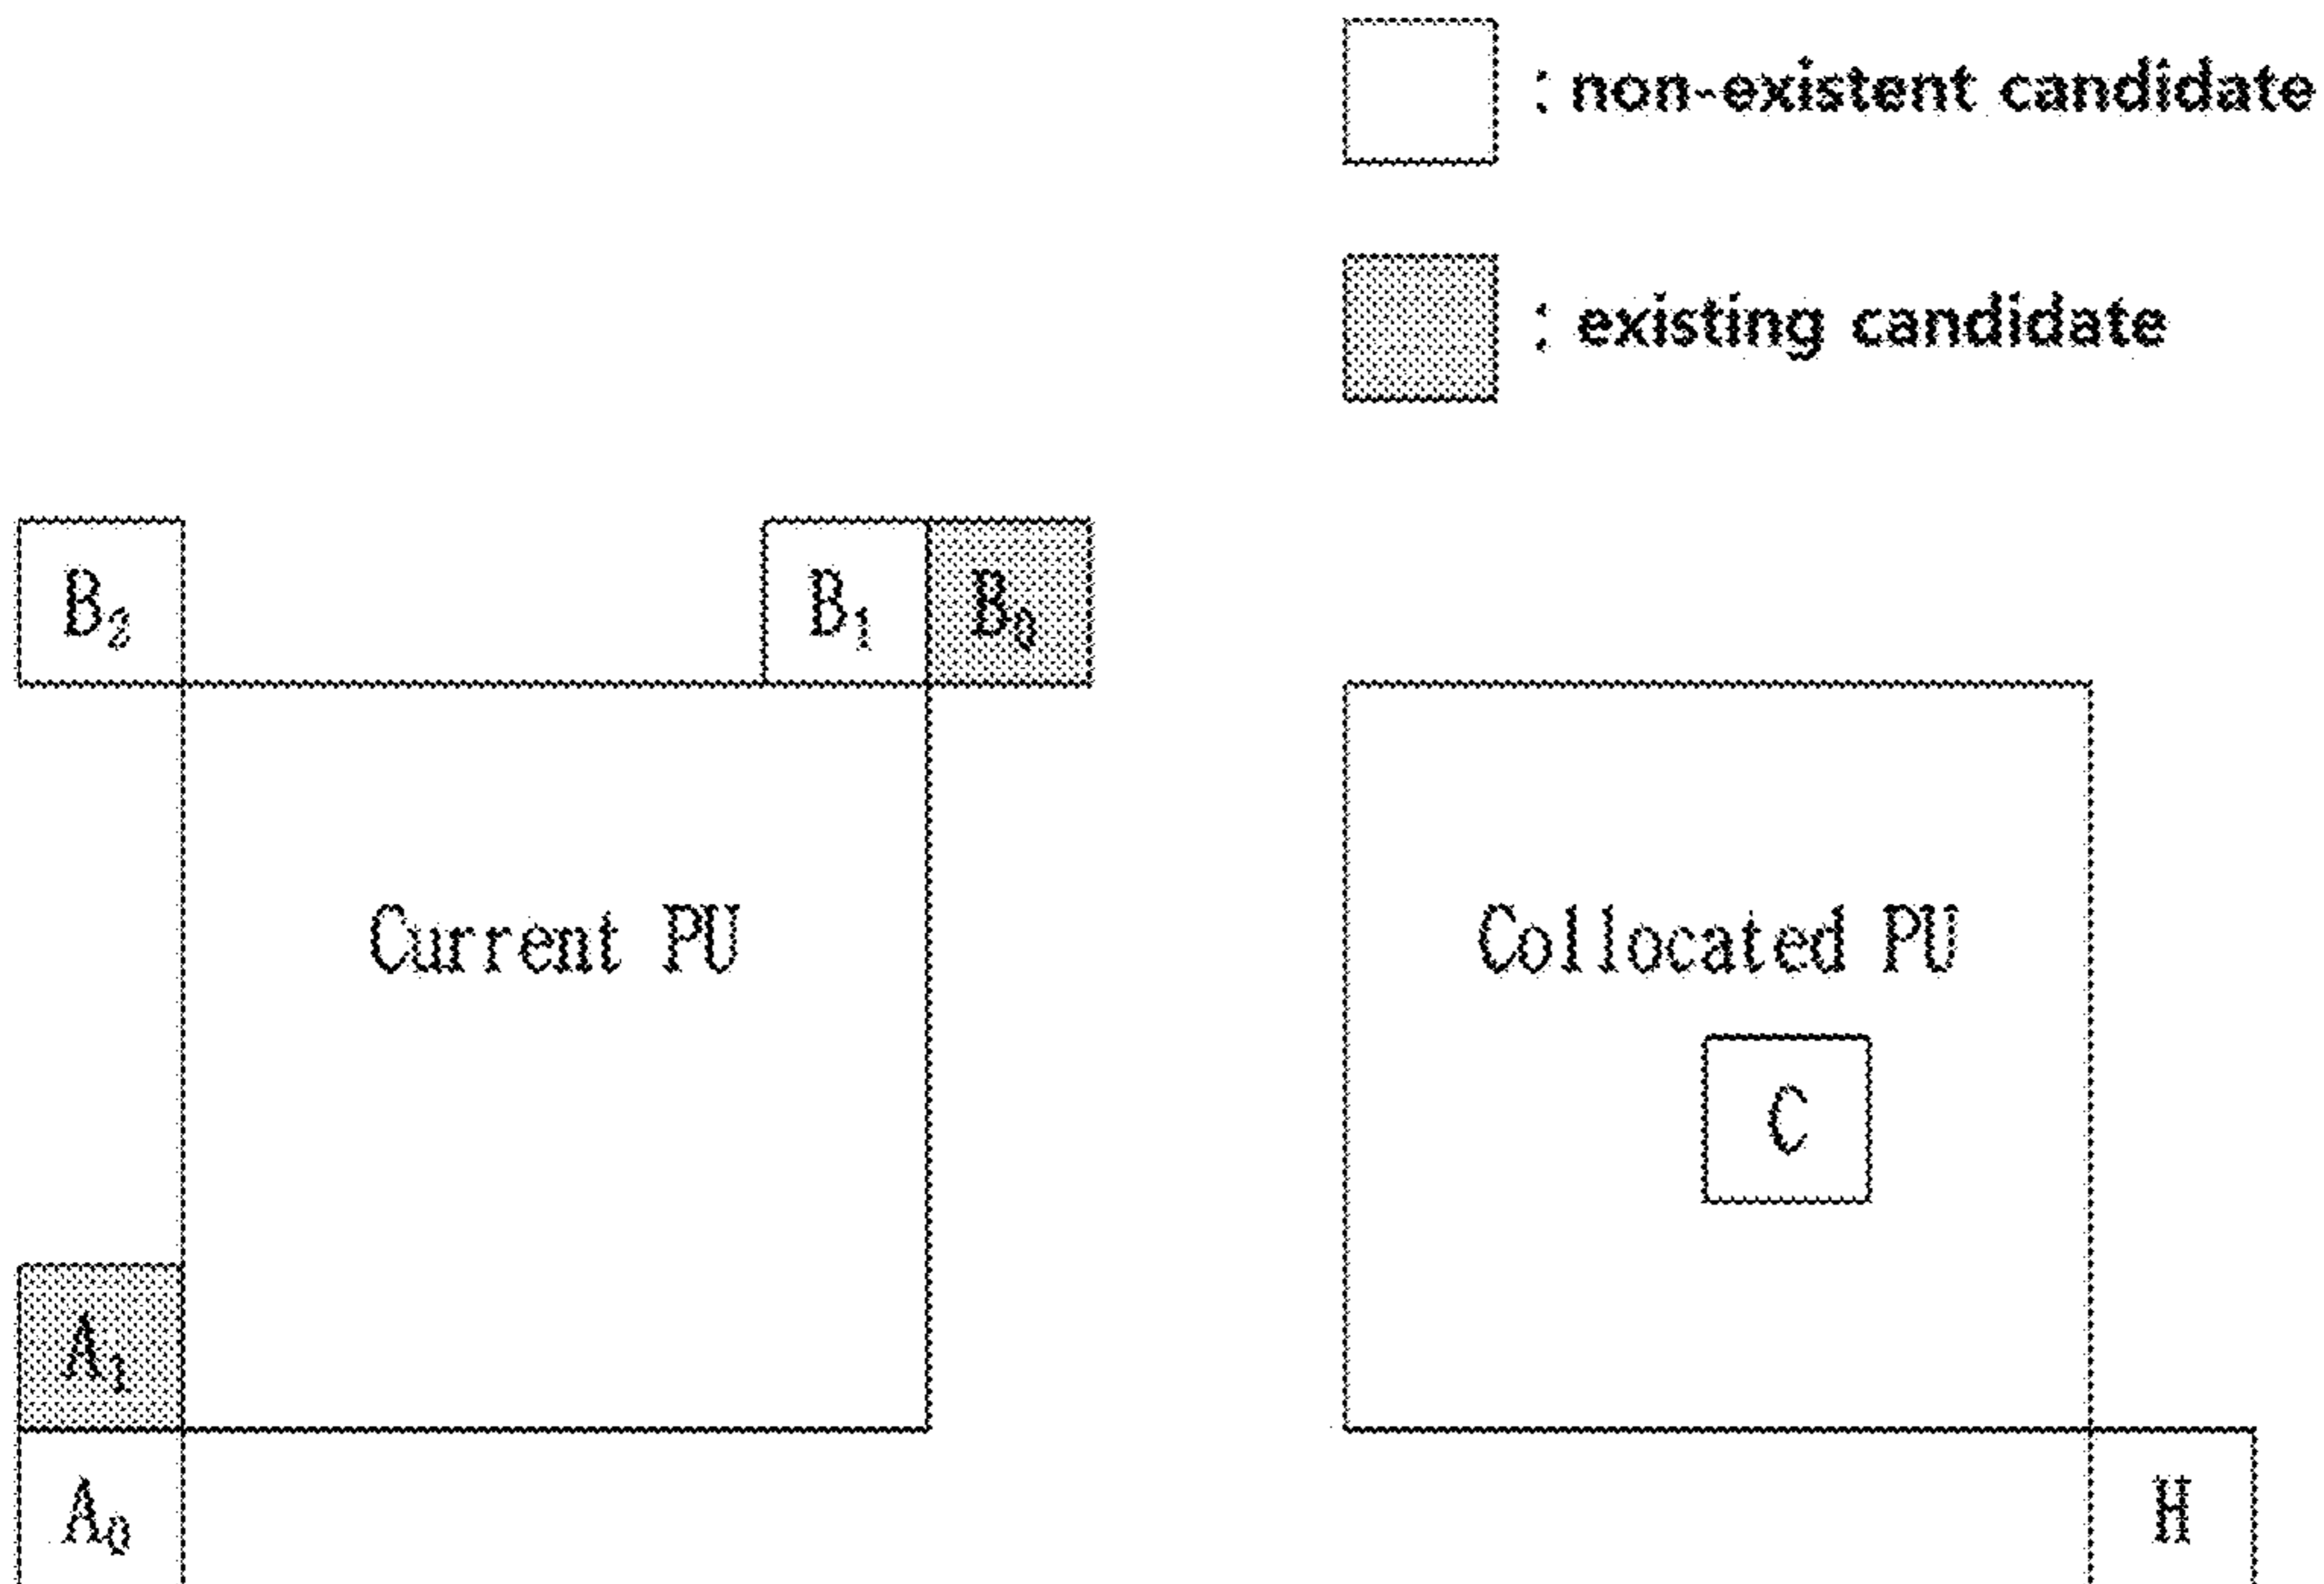 : non-existent candidate
: existing candidate
B₂
B₁
B₀
Current PU
Collocated PU
C
A₁
A₀
H